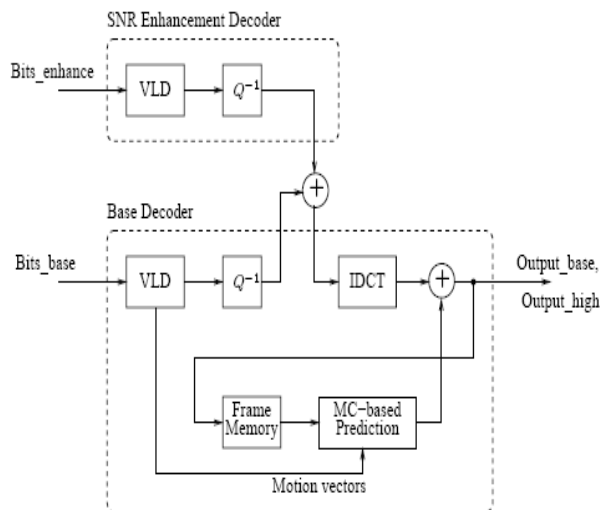 SNR Enhancement Decoder
Bits_enhance
VLD
Q⁻¹
+
Base Decoder
Bits_base
VLD
Q⁻¹
IDCT
+
Output_base,
Output_high
Frame
Memory
MC-based
Prediction
Motion vectors